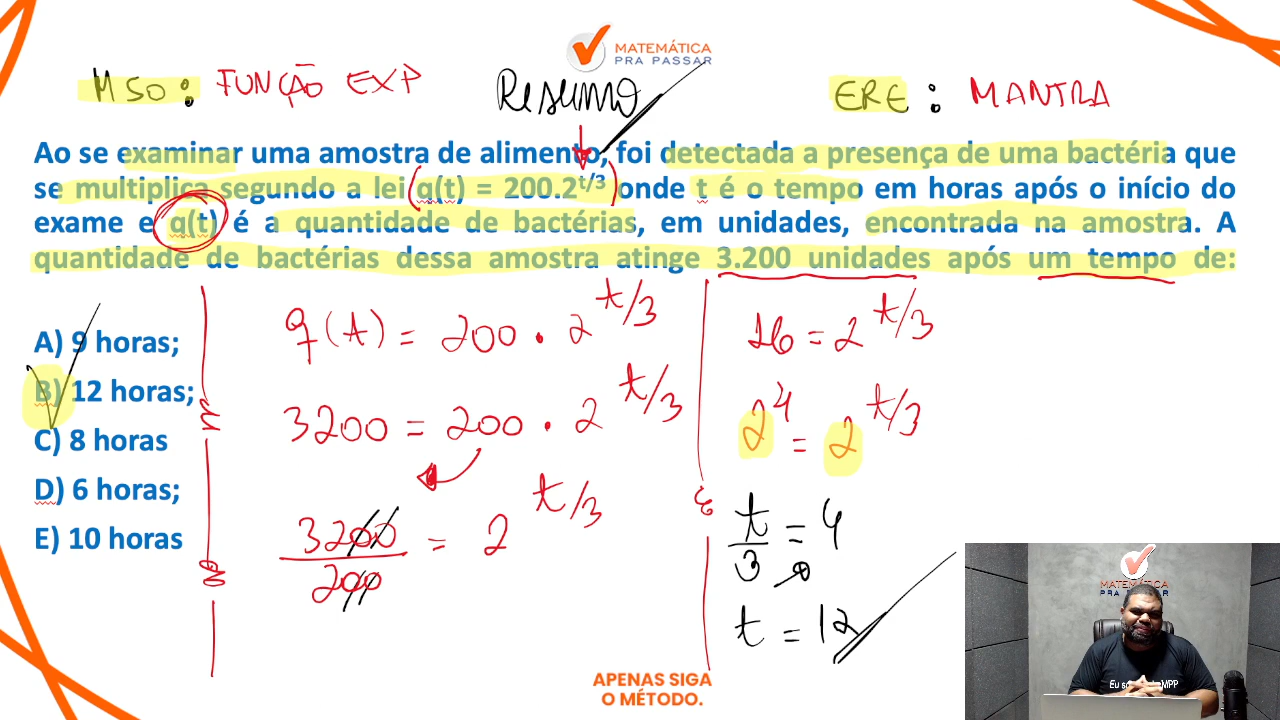 MATEMÁTICA
PRA PASSAR
MSO: FUNÇÃO EXP
Resumo
ERE: MANTRA
Ao se examinar uma amostra de alimento, foi detectada a presença de uma bactéria que
se multiplica segundo a lei (q(t) = 200.2^t/3) onde t é o tempo em horas após o início do
exame e q(t) é a quantidade de bactérias, em unidades, encontrada na amostra. A
quantidade de bactérias dessa amostra atinge 3.200 unidades após um tempo de:
A) 9 horas;
B) 12 horas;
C) 8 horas
D) 6 horas;
E) 10 horas
q(t) = 200 . 2^t/3
3200 = 200 . 2^t/3
3200/200 = 2^t/3
16 = 2^t/3
2^4 = 2^t/3
t/3 = 4
t = 12
MATEMÁTICA
PRA PASSAR
MPP
APENAS SIGA
O MÉTODO.